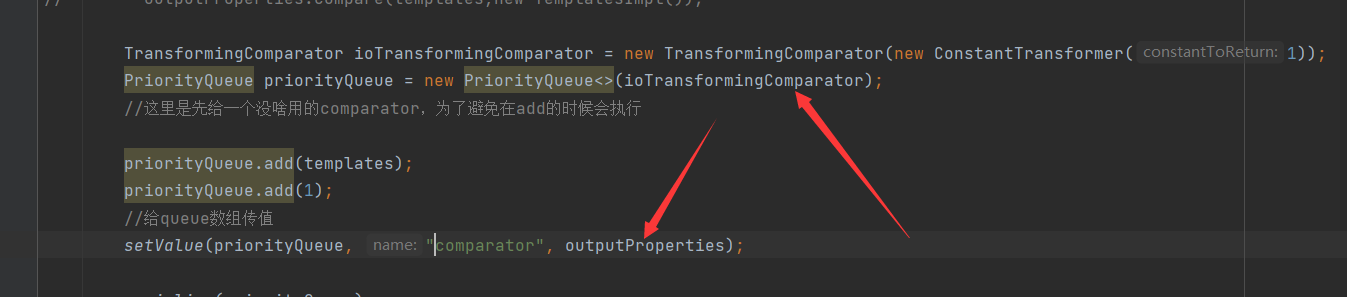 // outputProperties.compare(templates,new TemplatesImpl());
TransformingComparator ioTransformingComparator = new TransformingComparator(new ConstantTransformer( constantToReturn: 1));
PriorityQueue priorityQueue = new PriorityQueue<>(ioTransformingComparator);
//这里是先给一个没啥用的comparator，为了避免在add的时候会执行
priorityQueue.add(templates);
priorityQueue.add(1);
//给queue数组传值
setValue(priorityQueue, name: "comparator", outputProperties);